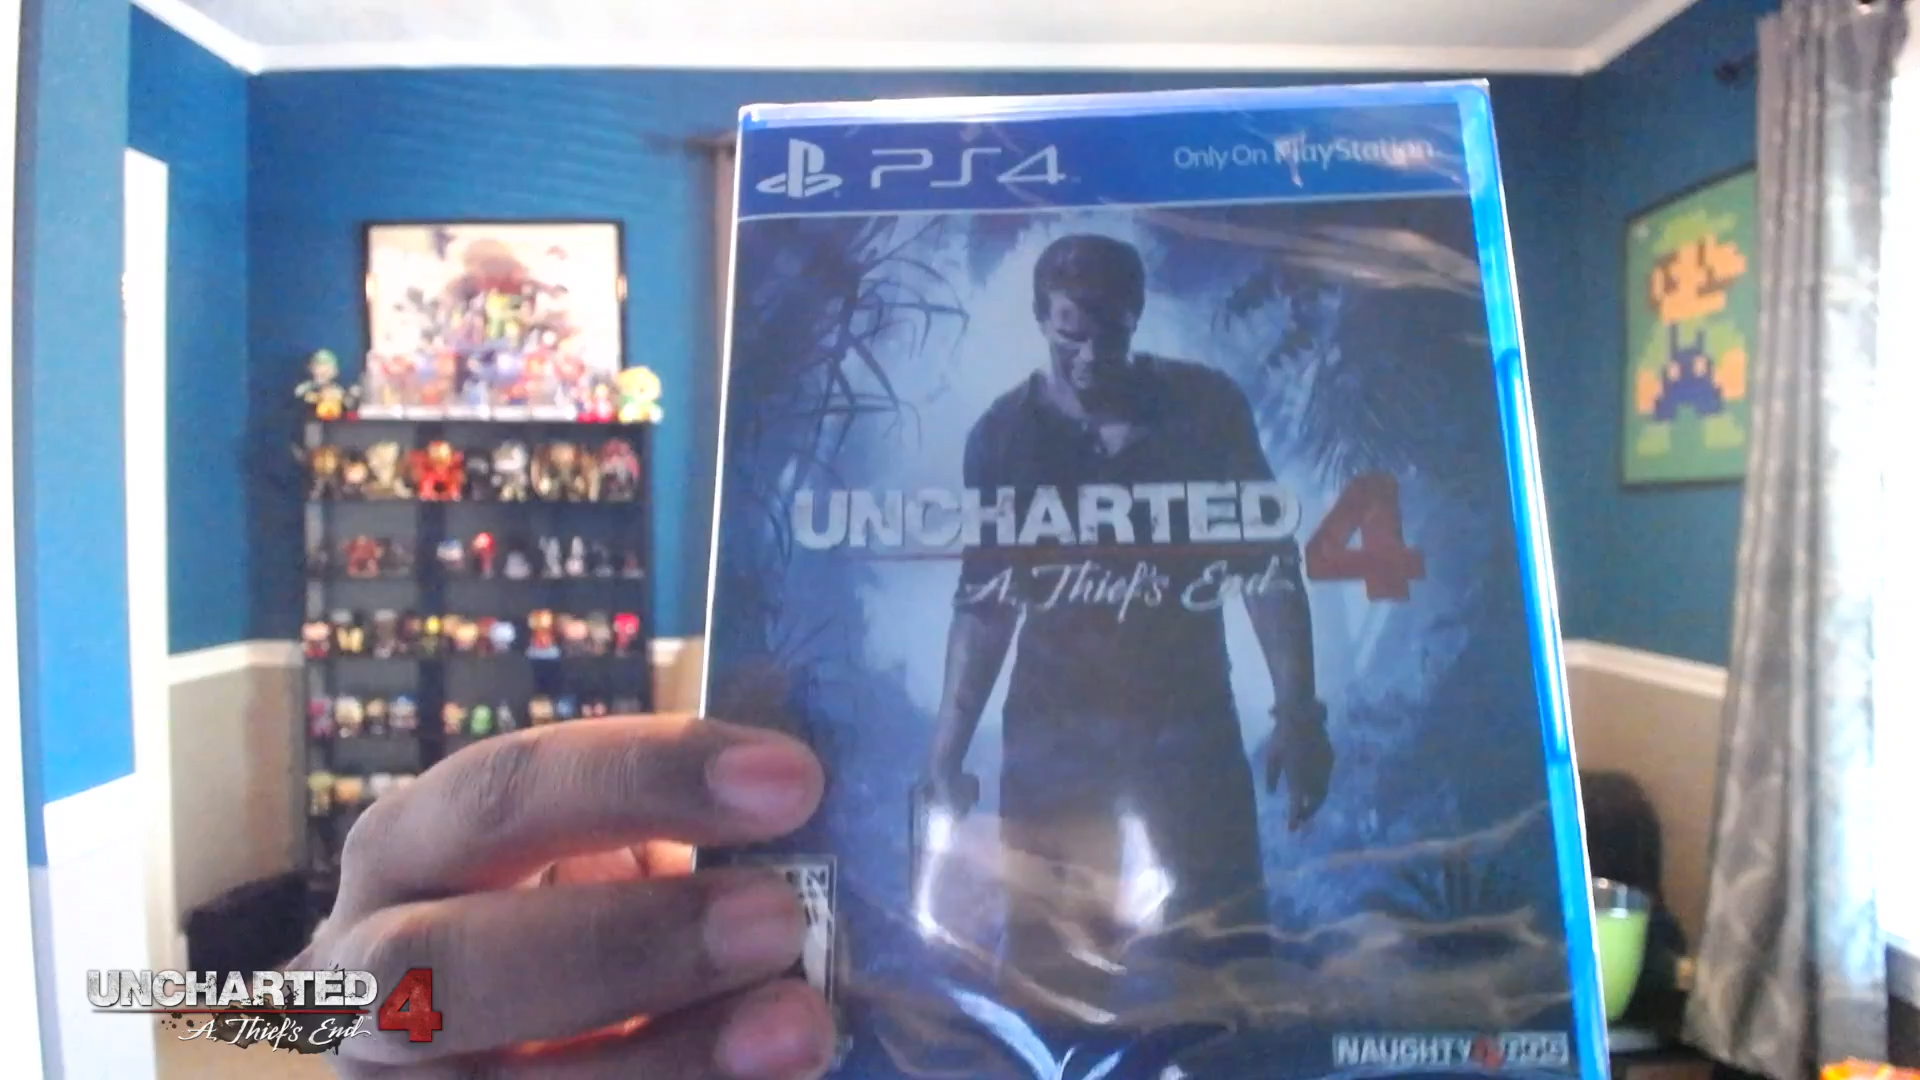 PS4
Only On PlayStation
UNCHARTED 4
A Thief's End
NAUGHTY DOG
UNCHARTED 4
A Thief's End